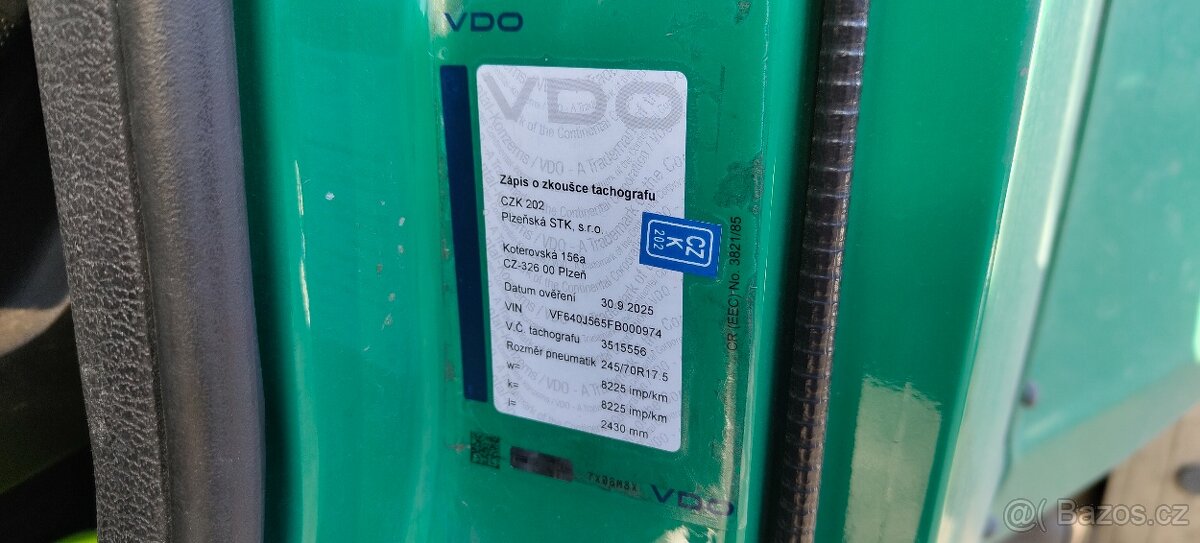 VDO
VDO
Zápis o zkoušce tachografu
CZK 202
Plzeňská STK, s.r.o.
Koterovská 156a
CZ-326 00 Plzeň
Datum ověření 30.9.2025
VIN VF640J565FB000974
V.Č. tachografu 3515556
Rozměr pneumatik 245/70R17.5
w= 8225 imp/km
k= 8225 imp/km
l= 2430 mm
CZ
K
202
CR (EEC) No. 3821/85
7X08M8X
VDO
@ Bazos.cz